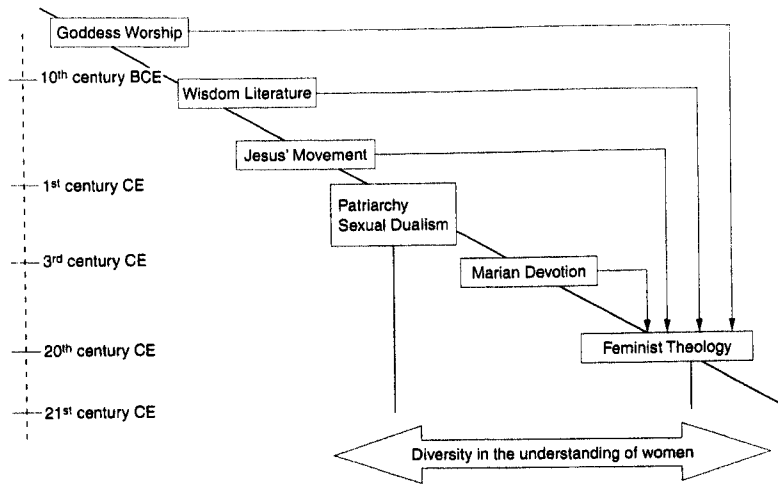 Goddess Worship
10th century BCE
Wisdom Literature
Jesus' Movement
1st century CE
Patriarchy
Sexual Dualism
3rd century CE
Marian Devotion
Feminist Theology
20th century CE
21st century CE
Diversity in the understanding of women